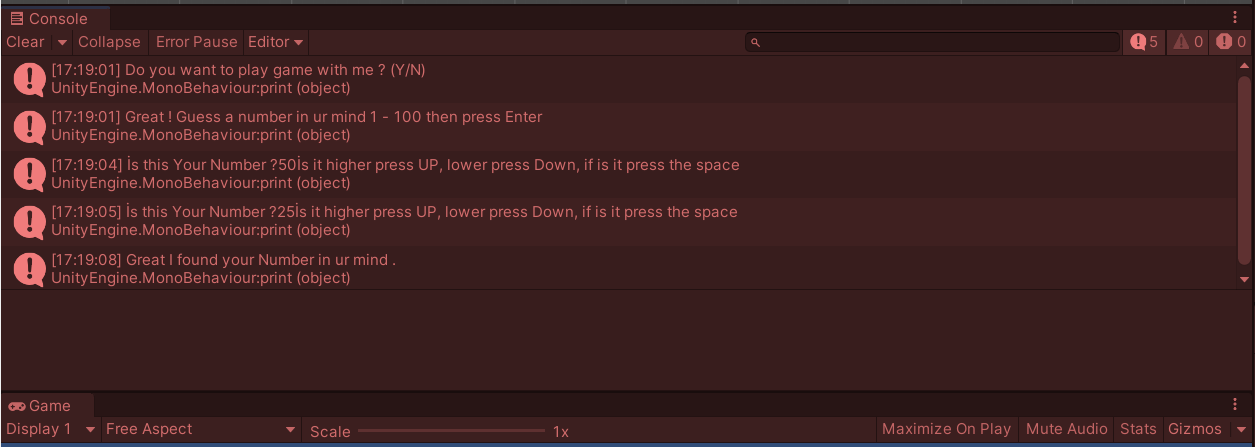 Console
Clear Collapse Error Pause Editor 5 0 0
[17:19:01] Do you want to play game with me ? (Y/N)
UnityEngine.MonoBehaviour:print (object)
[17:19:01] Great ! Guess a number in ur mind 1 - 100 then press Enter
UnityEngine.MonoBehaviour:print (object)
[17:19:04] İs this Your Number ?50İs it higher press UP, lower press Down, if is it press the space
UnityEngine.MonoBehaviour:print (object)
[17:19:05] İs this Your Number ?25İs it higher press UP, lower press Down, if is it press the space
UnityEngine.MonoBehaviour:print (object)
[17:19:08] Great I found your Number in ur mind .
UnityEngine.MonoBehaviour:print (object)
Game
Display 1 Free Aspect Scale 1x Maximize On Play Mute Audio Stats Gizmos